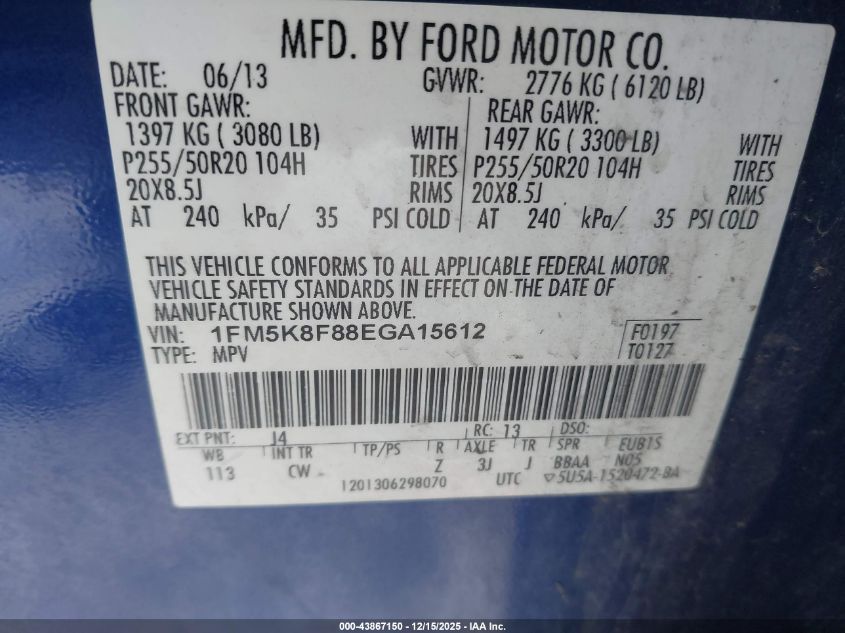 MFD. BY FORD MOTOR CO.
DATE: 06/13 GVWR: 2776 KG ( 6120 LB)
FRONT GAWR: REAR GAWR:
1397 KG ( 3080 LB) WITH 1497 KG ( 3300 LB) WITH
P255/50R20 104H TIRES P255/50R20 104H TIRES
20X8.5J RIMS 20X8.5J RIMS
AT 240 kPa/ 35 PSI COLD AT 240 kPa/ 35 PSI COLD
THIS VEHICLE CONFORMS TO ALL APPLICABLE FEDERAL MOTOR
VEHICLE SAFETY STANDARDS IN EFFECT ON THE DATE OF
MANUFACTURE SHOWN ABOVE.
VIN: 1FM5K8F88EGA15612 F0197
TYPE: MPV T0127
EXT PNT: J4 RC: 13 DSO:
WB INT TR TP/PS R AXLE TR SPR EUB1S
113 CW Z 3J J BBAA N05
1201306298070 UTC 5U5A-1520472-BA
000-43867150 - 12/15/2025 - IAA Inc.